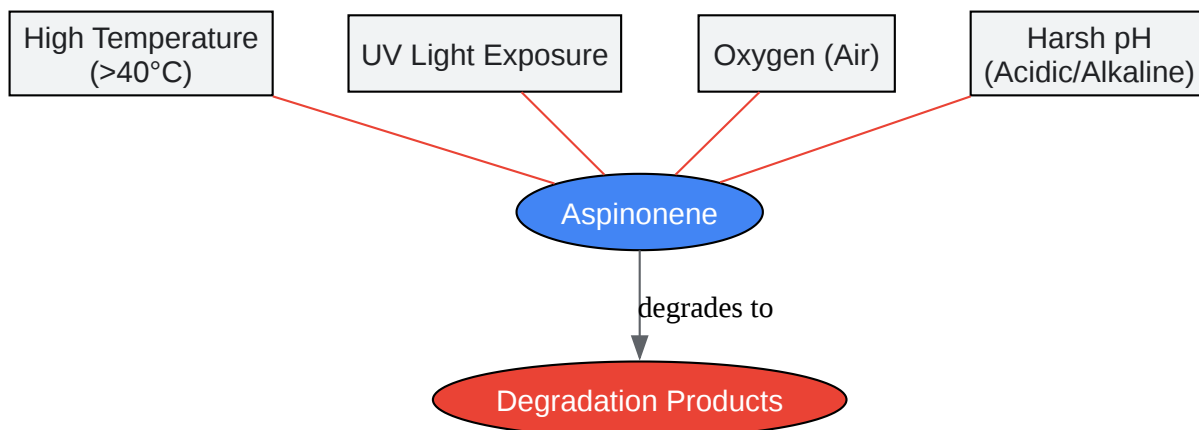 High Temperature
(>40°C)
UV Light Exposure
Oxygen (Air)
Harsh pH
(Acidic/Alkaline)
Aspinonene
degrades to
Degradation Products